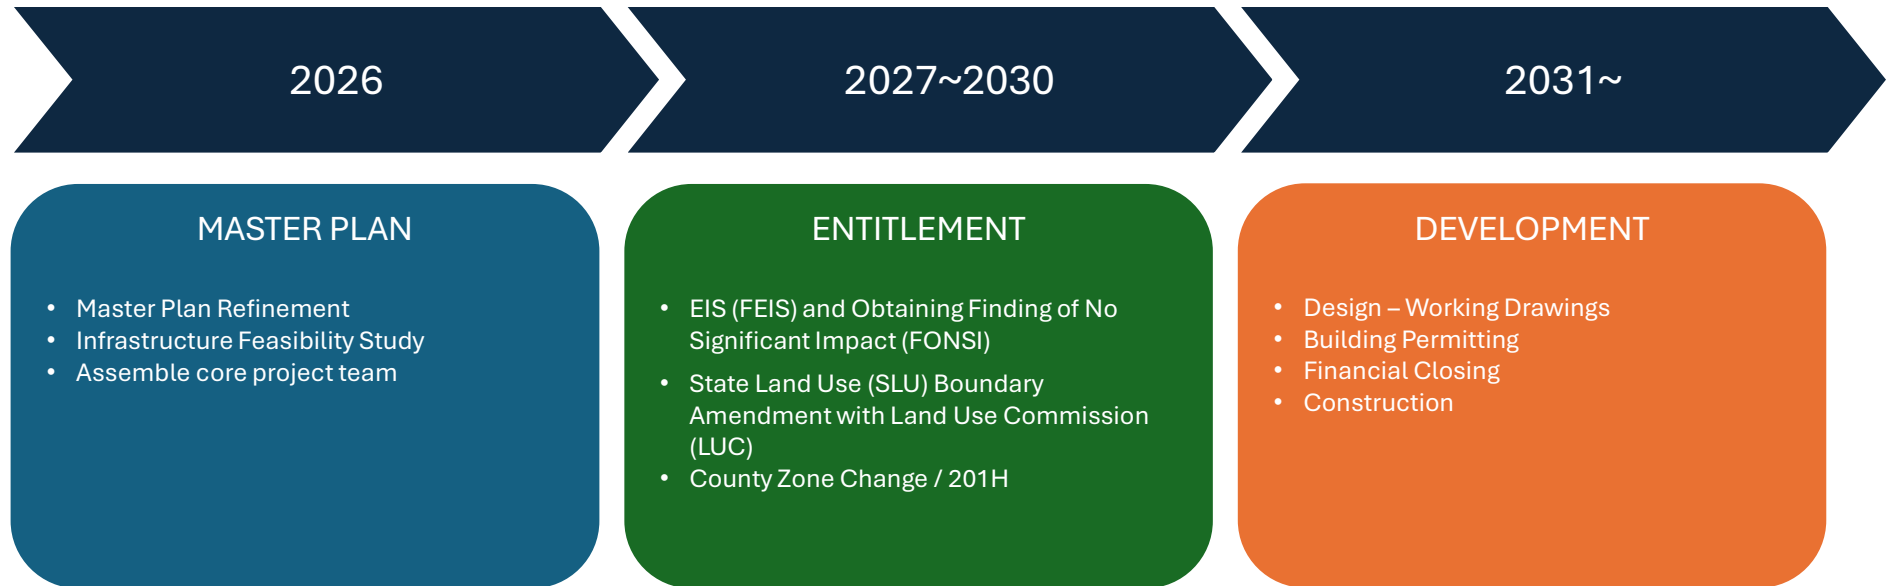 2026
2027~2030
2031~
MASTER PLAN
• Master Plan Refinement
• Infrastructure Feasibility Study
• Assemble core project team
ENTITLEMENT
• EIS (FEIS) and Obtaining Finding of No
Significant Impact (FONSI)
• State Land Use (SLU) Boundary
Amendment with Land Use Commission
(LUC)
• County Zone Change / 201H
DEVELOPMENT
• Design – Working Drawings
• Building Permitting
• Financial Closing
• Construction